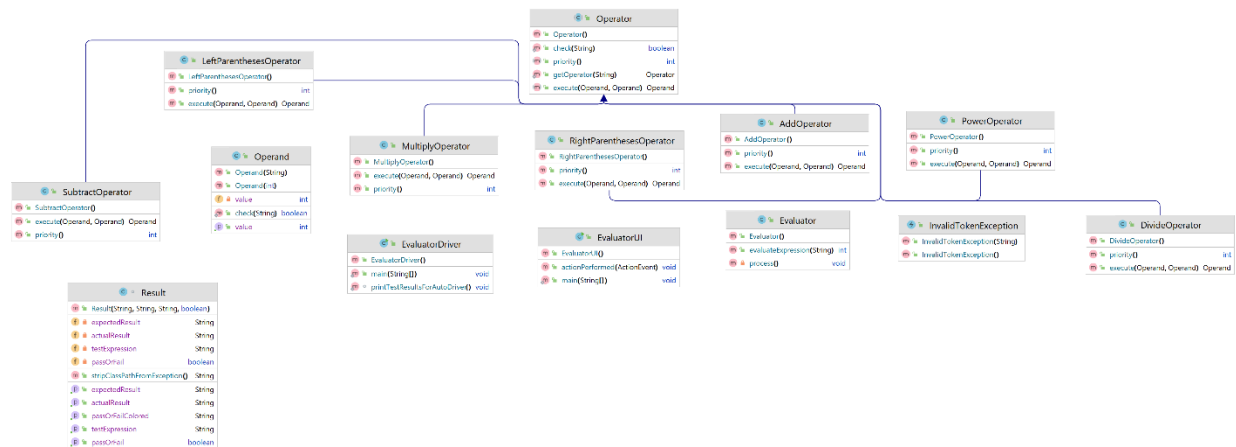 Operator
Operator()
check(String) boolean
priority() int
getOperator(String) Operator
execute(Operand, Operand) Operand
LeftParenthesesOperator
LeftParenthesesOperator()
priority() int
execute(Operand, Operand) Operand
MultiplyOperator
MultiplyOperator()
execute(Operand, Operand) Operand
priority() int
RightParenthesesOperator
RightParenthesesOperator()
priority() int
execute(Operand, Operand) Operand
AddOperator
AddOperator()
priority() int
execute(Operand, Operand) Operand
PowerOperator
PowerOperator()
priority() int
execute(Operand, Operand) Operand
Operand
Operand(String)
Operand(int)
value int
check(String) boolean
value int
SubtractOperator
SubtractOperator()
execute(Operand, Operand) Operand
priority() int
EvaluatorDriver
EvaluatorDriver()
main(String[]) void
printTestResultsForAutoDriver() void
EvaluatorUI
EvaluatorUI()
actionPerformed(ActionEvent) void
main(String[]) void
Evaluator
Evaluator()
evaluateExpression(String) int
process() void
InvalidTokenException
InvalidTokenException(String)
InvalidTokenException()
DivideOperator
DivideOperator()
priority() int
execute(Operand, Operand) Operand
Result
Result(String, String, String, boolean)
expectedResult String
actualResult String
testExpression String
passOrFail boolean
stripClassPathFromException() String
expectedResult String
actualResult String
passOrFailColored String
testExpression String
passOrFail boolean